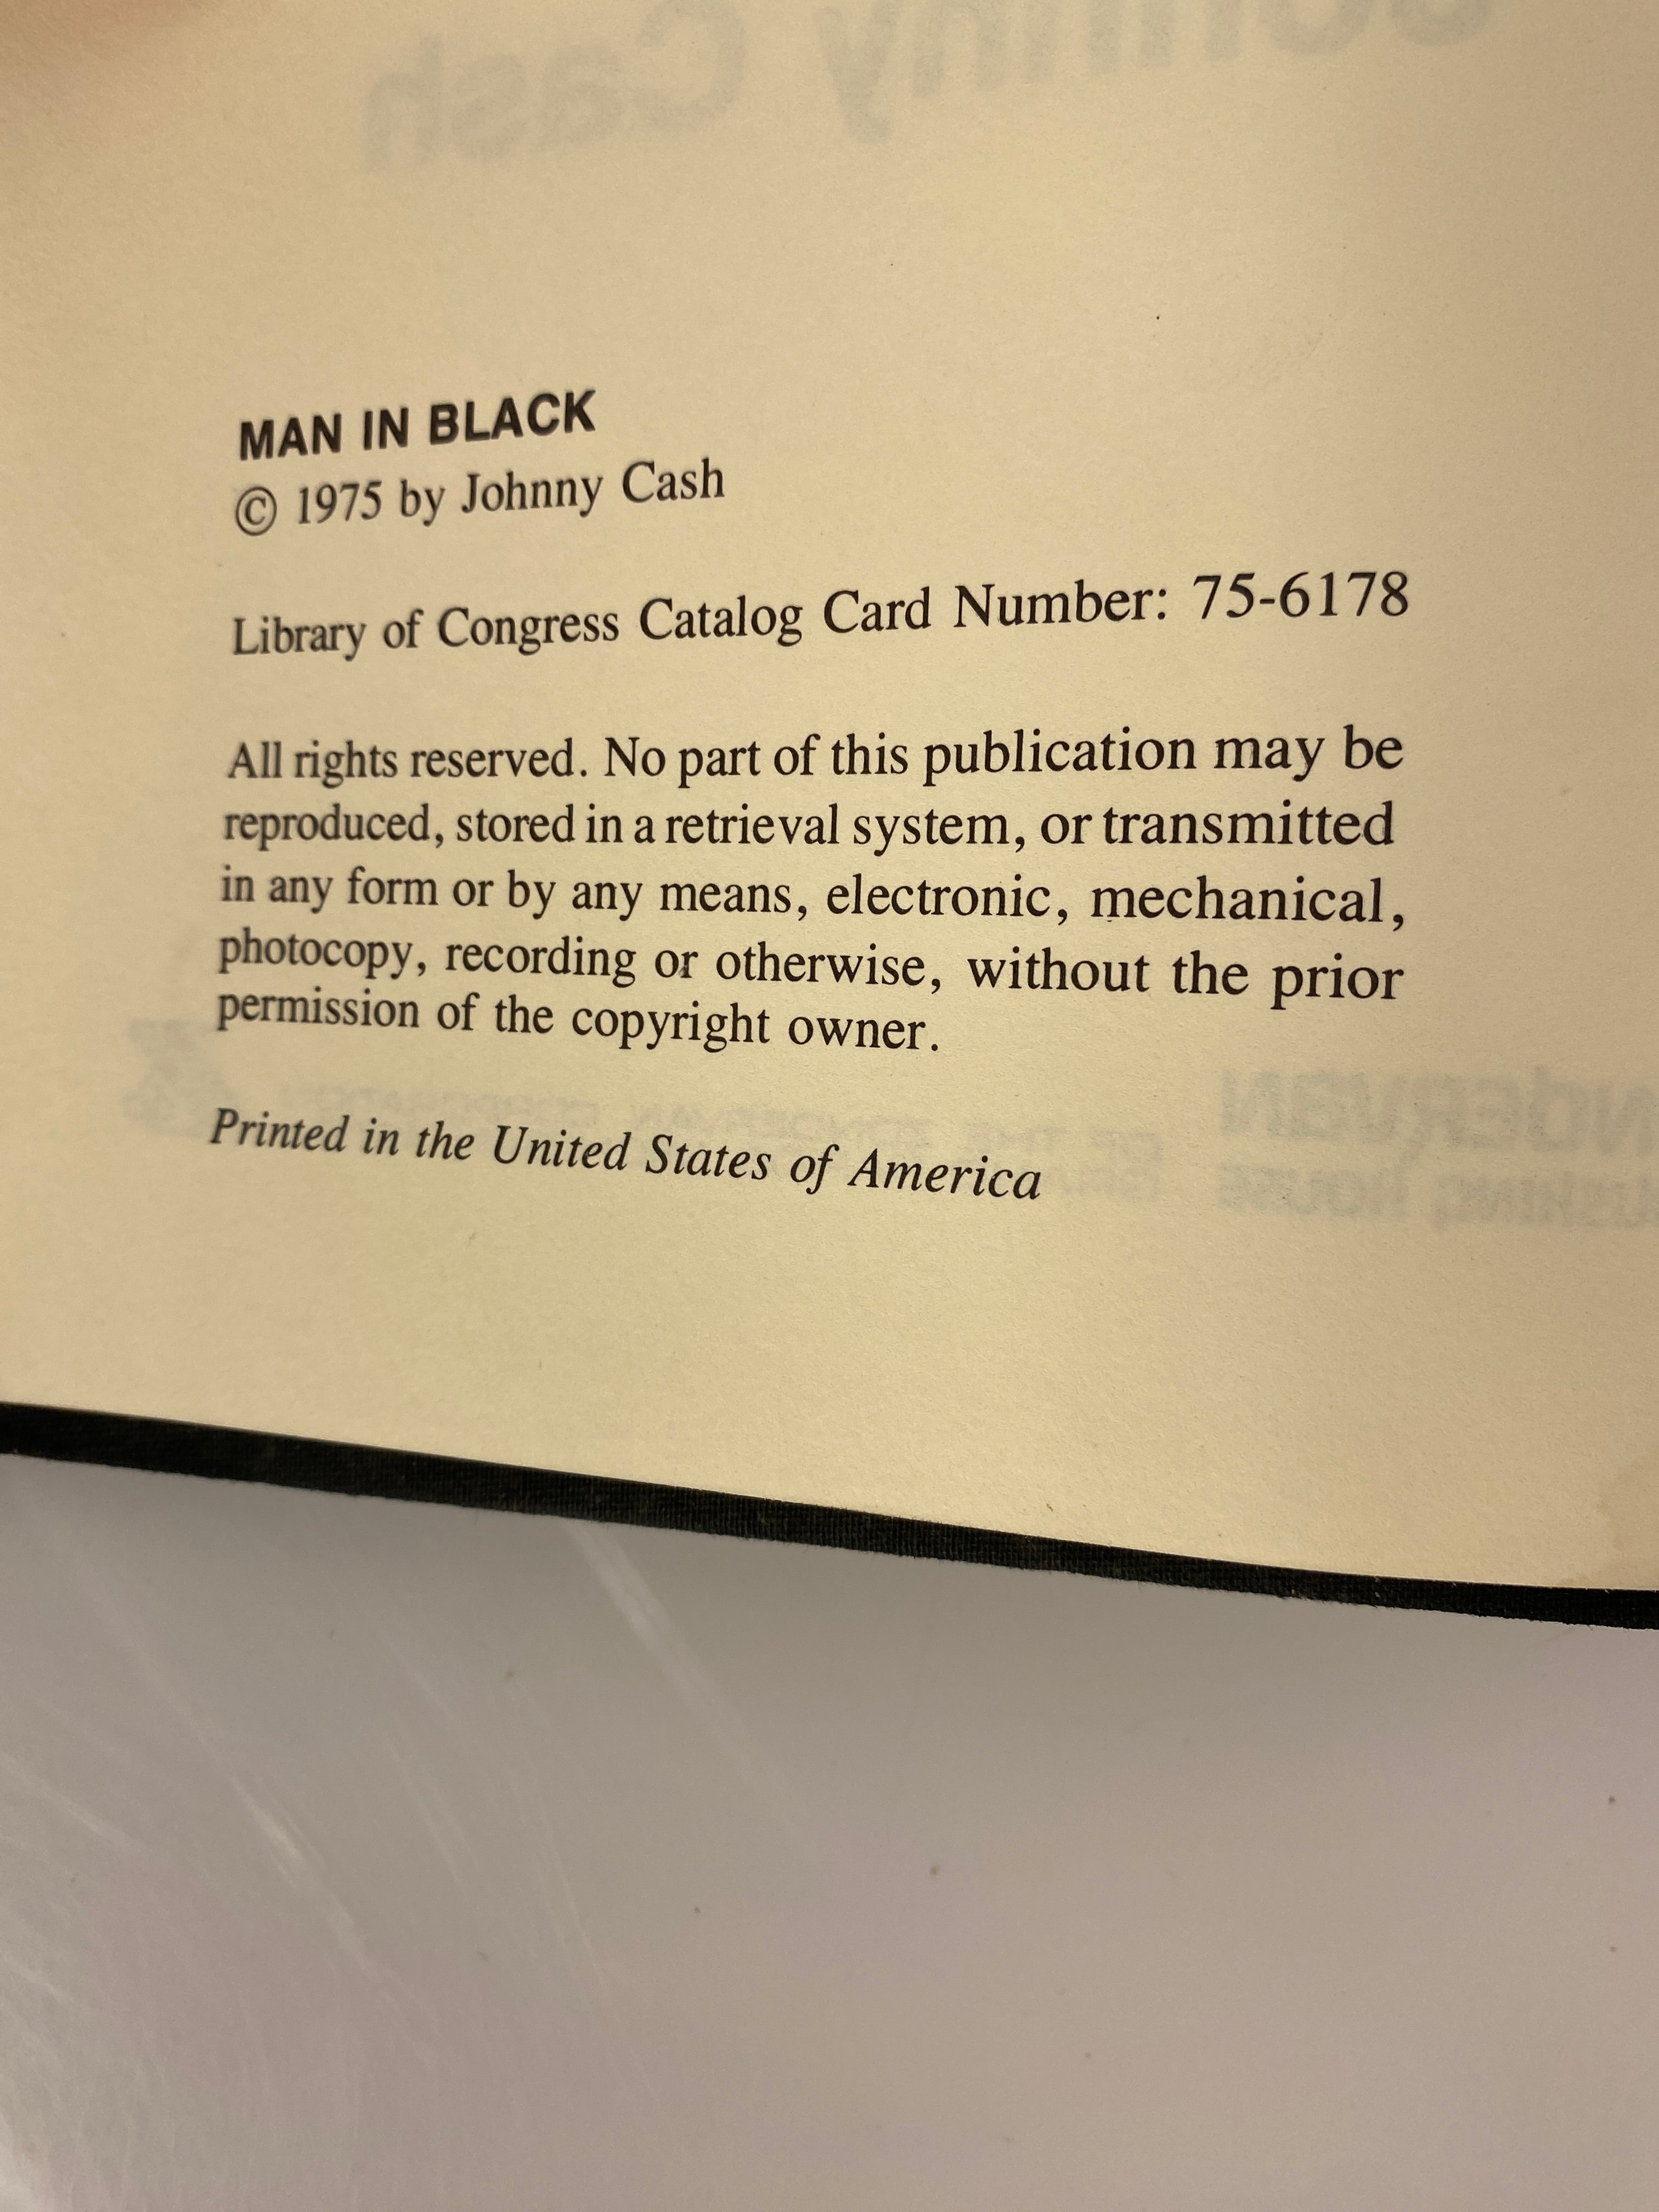 MAN IN BLACK
© 1975 by Johnny Cash
Library of Congress Catalog Card Number: 75-6178
All rights reserved. No part of this publication may be
reproduced, stored in a retrieval system, or transmitted
in any form or by any means, electronic, mechanical,
photocopy, recording or otherwise, without the prior
permission of the copyright owner.
Printed in the United States of America